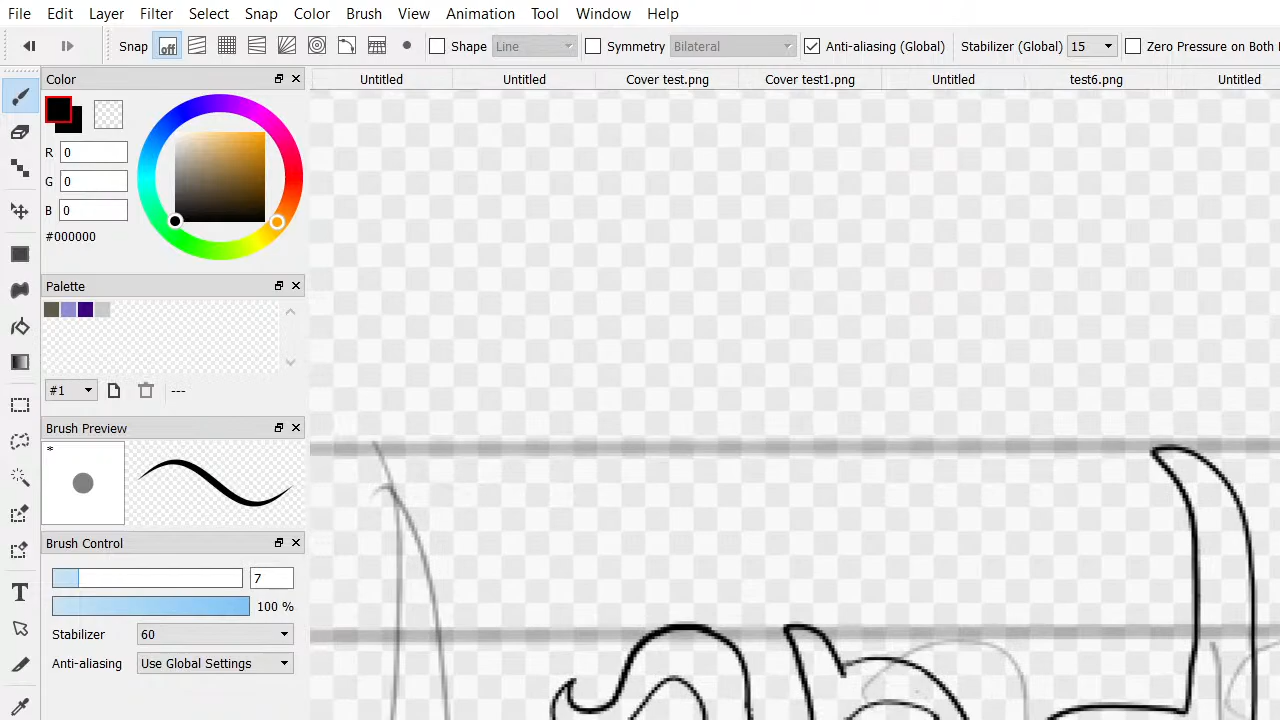 File Edit Layer Filter Select Snap Color Brush View Animation Tool Window Help
Snap off Shape Line Symmetry Bilateral Anti-aliasing (Global) Stabilizer (Global) 15 Zero Pressure on Both
Color
Untitled Untitled Cover test.png Cover test1.png Untitled test6.png Untitled
R 0
G 0
B 0
#000000
Palette
#1 ---
Brush Preview
*
Brush Control
7
100 %
Stabilizer 60
Anti-aliasing Use Global Settings
T